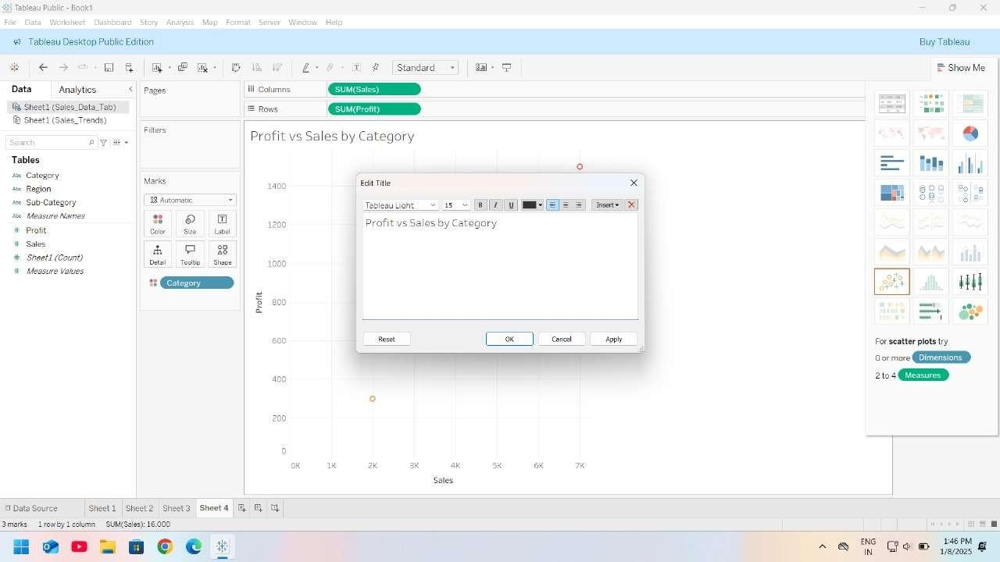 Tableau Public - Book1
File Data Worksheet Dashboard Story Analysis Map Format Server Window Help
Tableau Desktop Public Edition
Buy Tableau
Standard
Show Me
Data Analytics
Sheet1 (Sales_Data_Tab)
Sheet1 (Sales_Trends)
Search
Tables
Abc Category
Abc Region
Abc Sub-Category
Abc Measure Names
# Profit
# Sales
# Sheet1 (Count)
# Measure Values
Pages
Filters
Marks
Automatic
Color Size Label
Detail Tooltip Shape
Category
Columns SUM(Sales)
Rows SUM(Profit)
Profit vs Sales by Category
1400
1200
1000
800
600
400
200
0
Profit
0K 1K 2K 3K 4K 5K 6K 7K
Sales
Edit Title
Tableau Light 15 B I U Insert
Profit vs Sales by Category
Reset OK Cancel Apply
For scatter plots try
0 or more Dimensions
2 to 4 Measures
Data Source Sheet 1 Sheet 2 Sheet 3 Sheet 4
3 marks 1 row by 1 column SUM(Sales): 16,000
ENG
IN
1:46 PM
1/8/2025